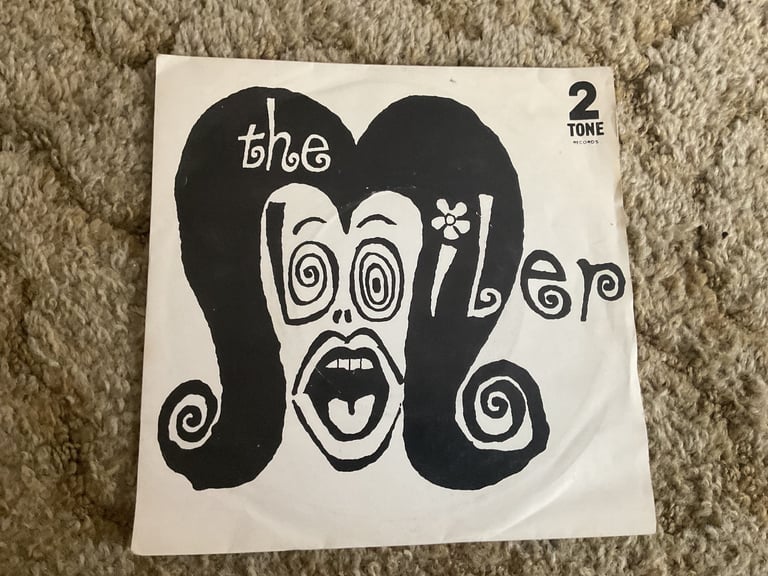 2
TONE
RECORDS
the
boiler